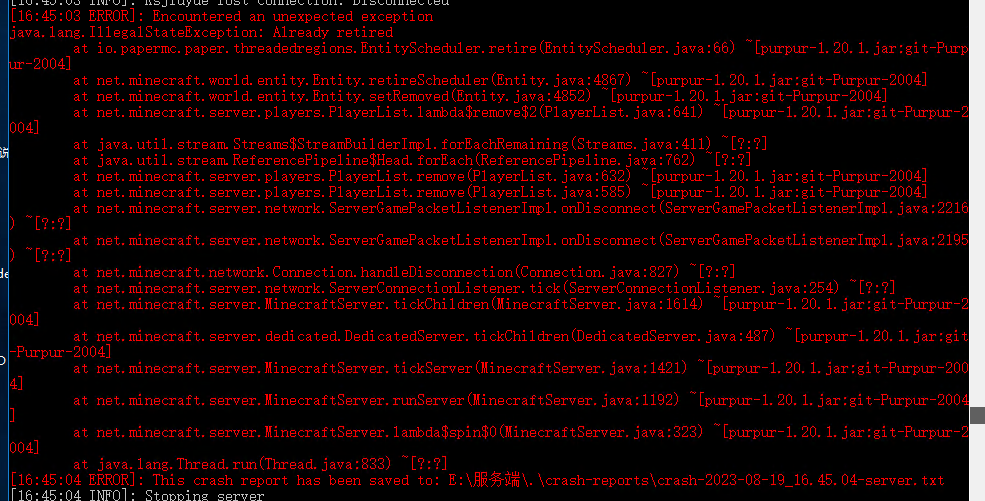 [16:45:03 INFO]: Ksjiuyue lost connection: Disconnected
[16:45:03 ERROR]: Encountered an unexpected exception
java.lang.IllegalStateException: Already retired
at io.papermc.paper.threadedregions.EntityScheduler.retire(EntityScheduler.java:66) ~[purpur-1.20.1.jar:git-Purp
ur-2004]
at net.minecraft.world.entity.Entity.retireScheduler(Entity.java:4867) ~[purpur-1.20.1.jar:git-Purpur-2004]
at net.minecraft.world.entity.Entity.setRemoved(Entity.java:4852) ~[purpur-1.20.1.jar:git-Purpur-2004]
at net.minecraft.server.players.PlayerList.lambda$remove$2(PlayerList.java:641) ~[purpur-1.20.1.jar:git-Purpur-2
004]
at java.util.stream.Streams$StreamBuilderImpl.forEachRemaining(Streams.java:411) ~[?:?]
at java.util.stream.ReferencePipeline$Head.forEach(ReferencePipeline.java:762) ~[?:?]
at net.minecraft.server.players.PlayerList.remove(PlayerList.java:632) ~[purpur-1.20.1.jar:git-Purpur-2004]
at net.minecraft.server.players.PlayerList.remove(PlayerList.java:585) ~[purpur-1.20.1.jar:git-Purpur-2004]
at net.minecraft.server.network.ServerGamePacketListenerImpl.onDisconnect(ServerGamePacketListenerImpl.java:2216
) ~[?:?]
at net.minecraft.server.network.ServerGamePacketListenerImpl.onDisconnect(ServerGamePacketListenerImpl.java:2195
) ~[?:?]
at net.minecraft.network.Connection.handleDisconnection(Connection.java:827) ~[?:?]
at net.minecraft.server.network.ServerConnectionListener.tick(ServerConnectionListener.java:254) ~[?:?]
at net.minecraft.server.MinecraftServer.tickChildren(MinecraftServer.java:1614) ~[purpur-1.20.1.jar:git-Purpur-2
004]
at net.minecraft.server.dedicated.DedicatedServer.tickChildren(DedicatedServer.java:487) ~[purpur-1.20.1.jar:git
-Purpur-2004]
at net.minecraft.server.MinecraftServer.tickServer(MinecraftServer.java:1421) ~[purpur-1.20.1.jar:git-Purpur-200
4]
at net.minecraft.server.MinecraftServer.runServer(MinecraftServer.java:1192) ~[purpur-1.20.1.jar:git-Purpur-2004
]
at net.minecraft.server.MinecraftServer.lambda$spin$0(MinecraftServer.java:323) ~[purpur-1.20.1.jar:git-Purpur-2
004]
at java.lang.Thread.run(Thread.java:833) ~[?:?]
[16:45:04 ERROR]: This crash report has been saved to: E:\服务端\.\crash-reports\crash-2023-08-19_16.45.04-server.txt
[16:45:04 INFO]: Stopping server